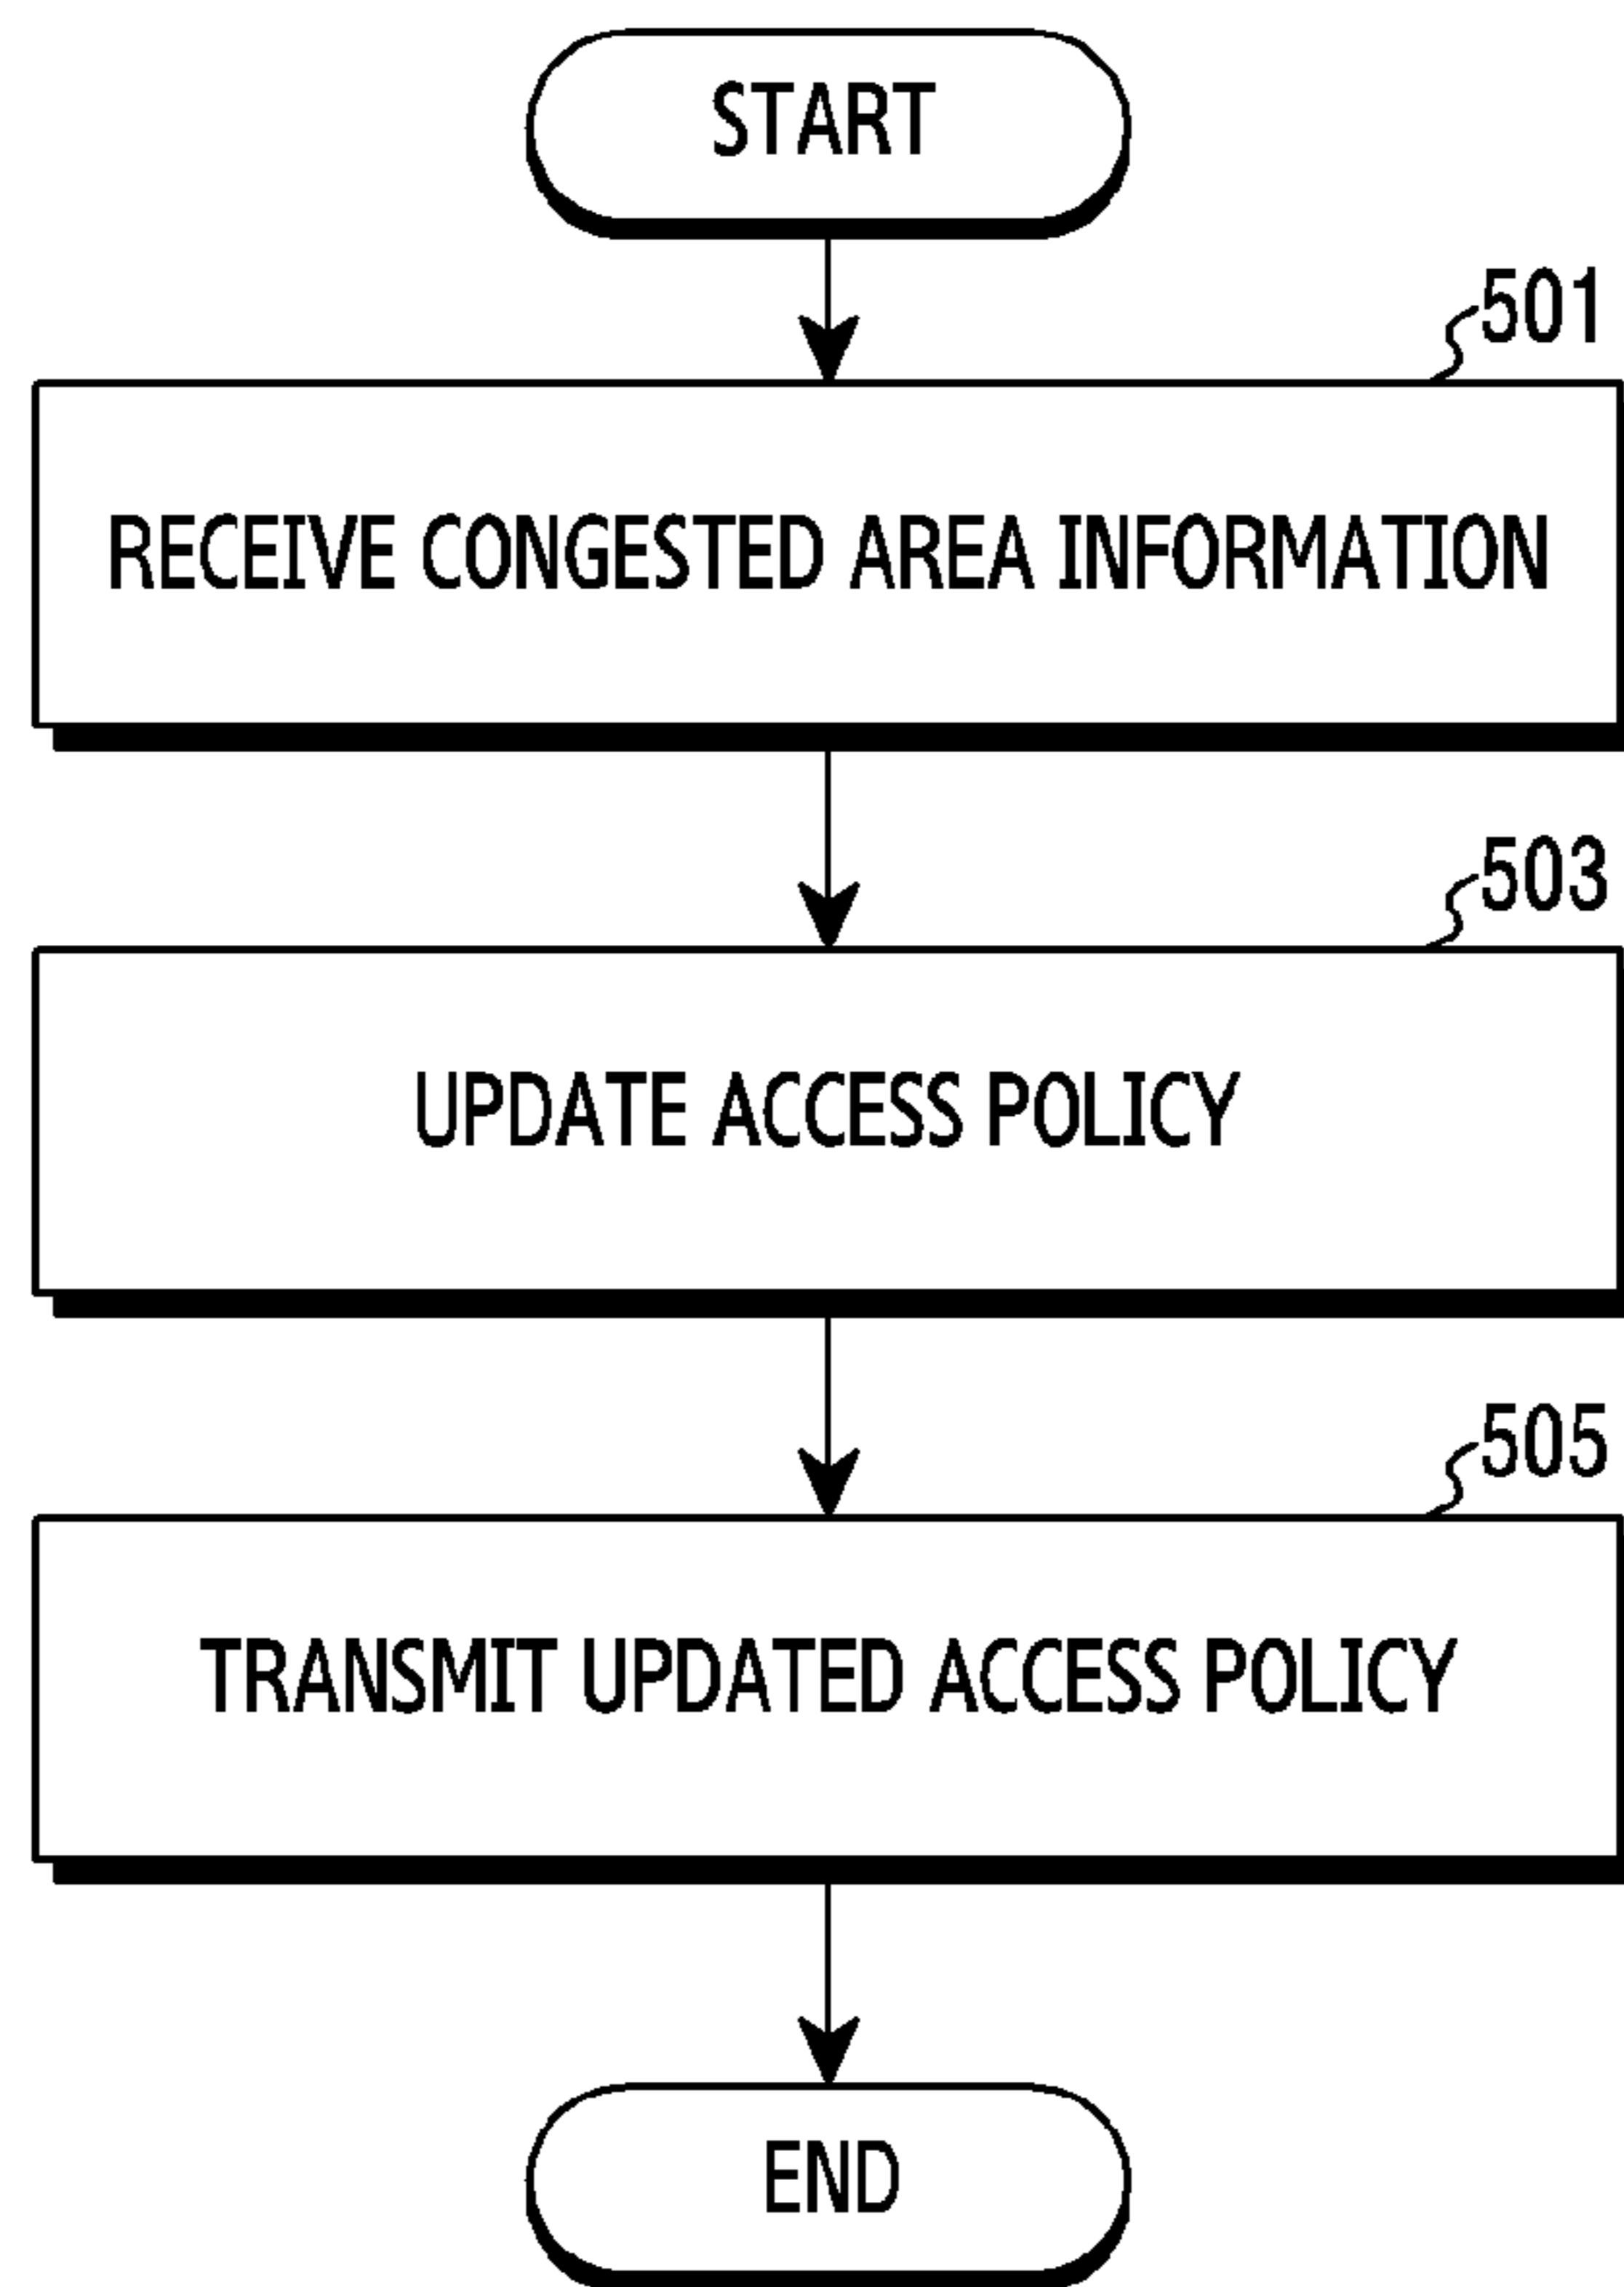 START
501
RECEIVE CONGESTED AREA INFORMATION
503
UPDATE ACCESS POLICY
505
TRANSMIT UPDATED ACCESS POLICY
END